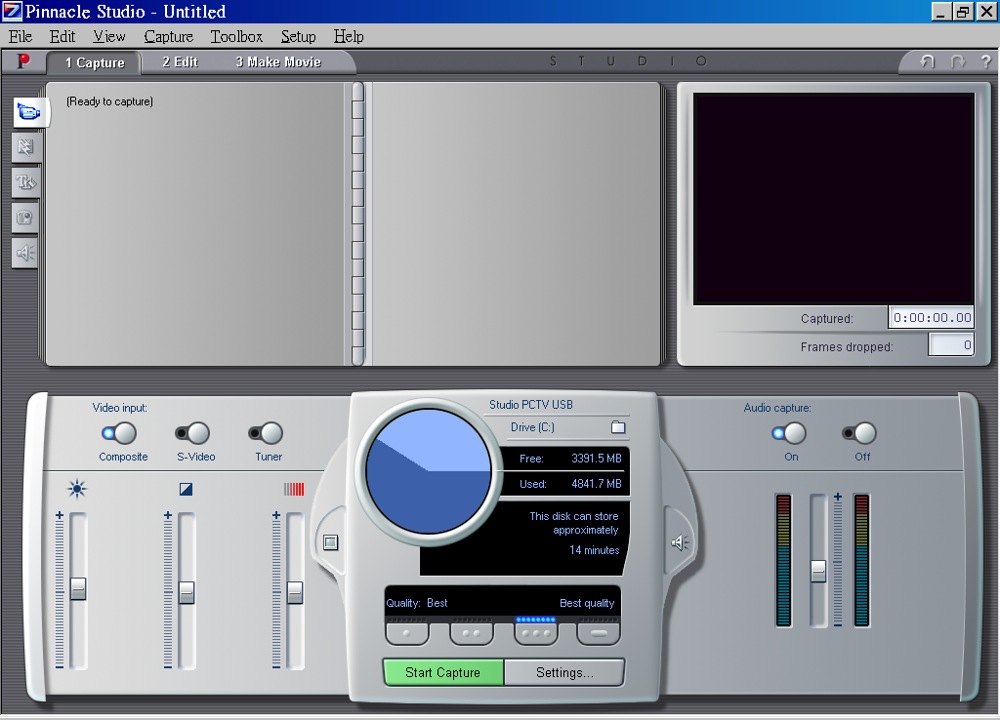 Pinnacle Studio - Untitled
File Edit View Capture Toolbox Setup Help
1 Capture 2 Edit 3 Make Movie STUDIO ?
(Ready to capture)
Captured: 0:00:00.00
Frames dropped: 0
Video input:
Composite S-Video Tuner
Studio PCTV USB
Drive (C:)
Free: 3391.5 MB
Used: 4841.7 MB
This disk can store
approximately
14 minutes
Quality: Best Best quality
Start Capture Settings...
Audio capture:
On Off